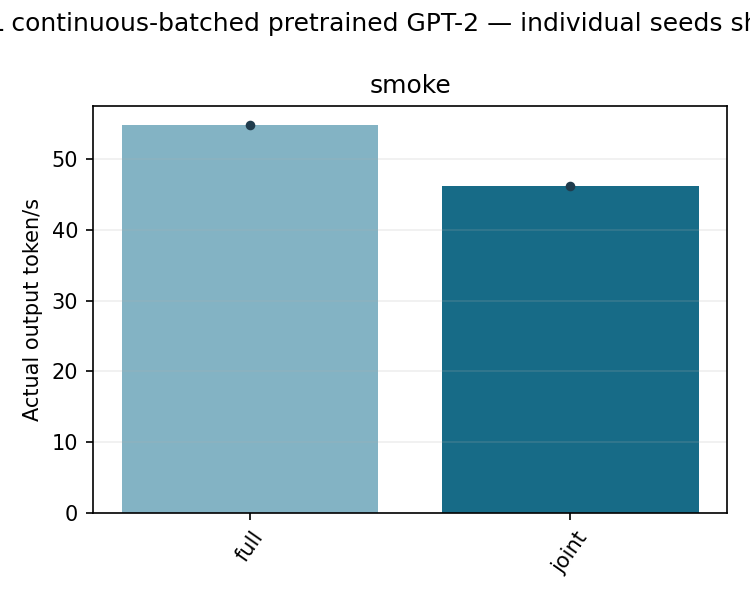 continuous-batched pretrained GPT-2 — individual seeds
smoke
Actual output token/s
50
40
30
20
10
0
full
joint